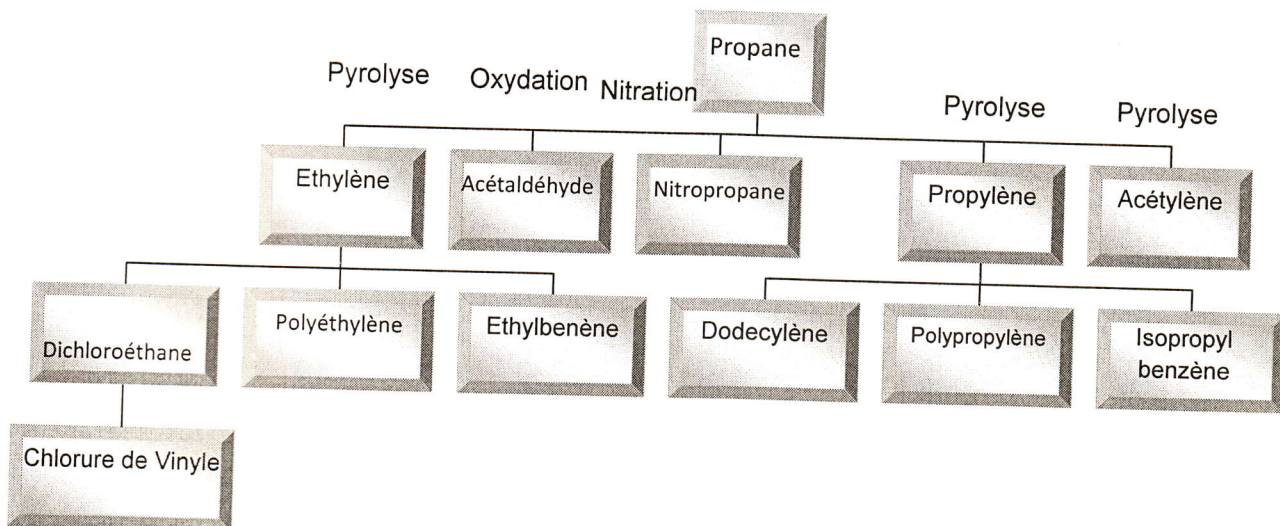 Propane
Pyrolyse
Oxydation
Nitration
Pyrolyse
Pyrolyse
Ethylène
Acétaldéhyde
Nitropropane
Propylène
Acétylène
Dichloroéthane
Polyéthylène
Ethylbenène
Dodecylène
Polypropylène
Isopropyl
benzène
Chlorure de Vinyle